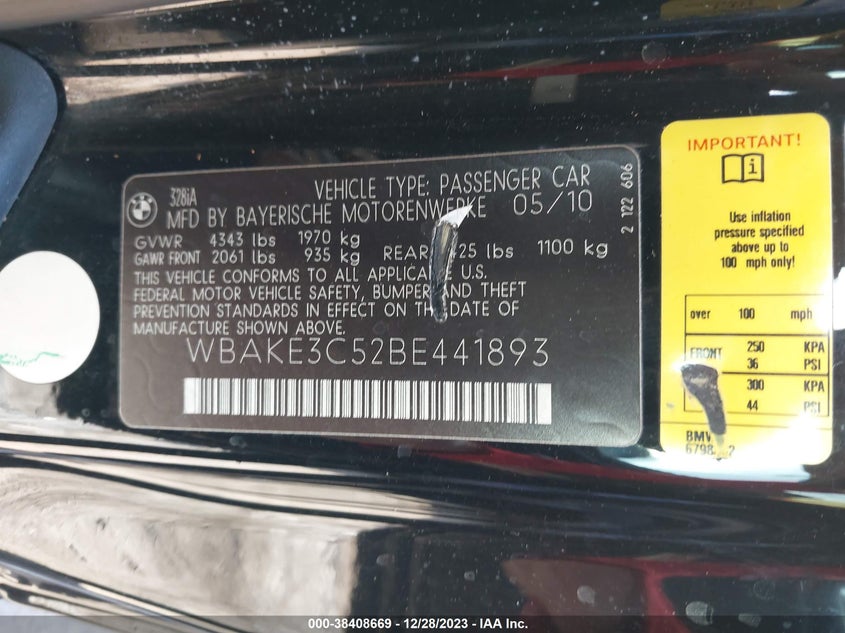 BMW
328iA
VEHICLE TYPE: PASSENGER CAR
MFD BY BAYERISCHE MOTORENWERKE 05/10
GVWR 4343 lbs 1970 kg
GAWR FRONT 2061 lbs 935 kg REAR 25 lbs 1100 kg
THIS VEHICLE CONFORMS TO ALL APPLICA E U.S.
FEDERAL MOTOR VEHICLE SAFETY, BUMPER AND THEFT
PREVENTION STANDARDS IN EFFECT ON THE DATE OF
MANUFACTURE SHOWN ABOVE.
WBAKE3C52BE441893
2 122 606
IMPORTANT!
i
Use inflation
pressure specified
above up to
100 mph only!
over 100 mph
FRONT 250 KPA
36 PSI
300 KPA
44 PSI
000-38408669 - 12/28/2023 - IAA Inc.